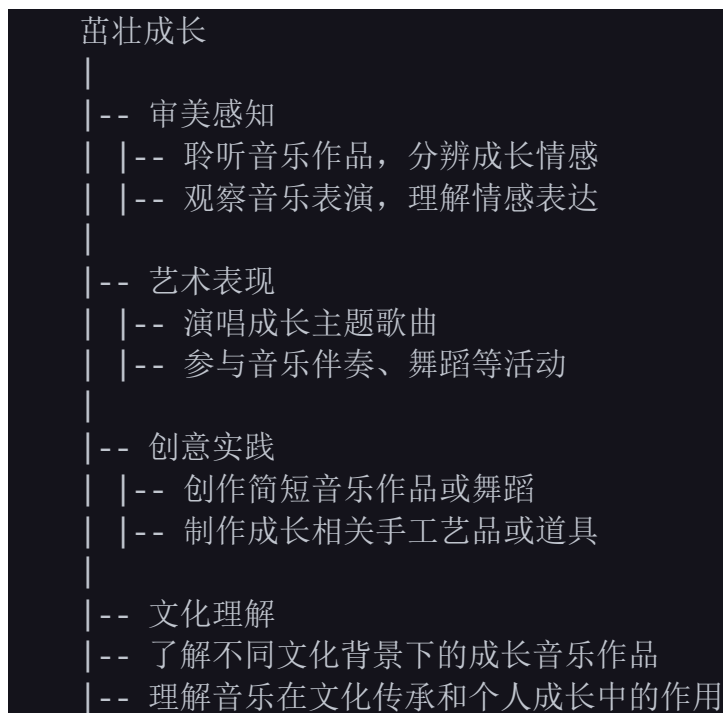 茁壮成长
|
|-- 审美感知
| |-- 聆听音乐作品，分辨成长情感
| |-- 观察音乐表演，理解情感表达
|
|-- 艺术表现
| |-- 演唱成长主题歌曲
| |-- 参与音乐伴奏、舞蹈等活动
|
|-- 创意实践
| |-- 创作简短音乐作品或舞蹈
| |-- 制作成长相关手工艺品或道具
|
|-- 文化理解
|-- 了解不同文化背景下的成长音乐作品
|-- 理解音乐在文化传承和个人成长中的作用